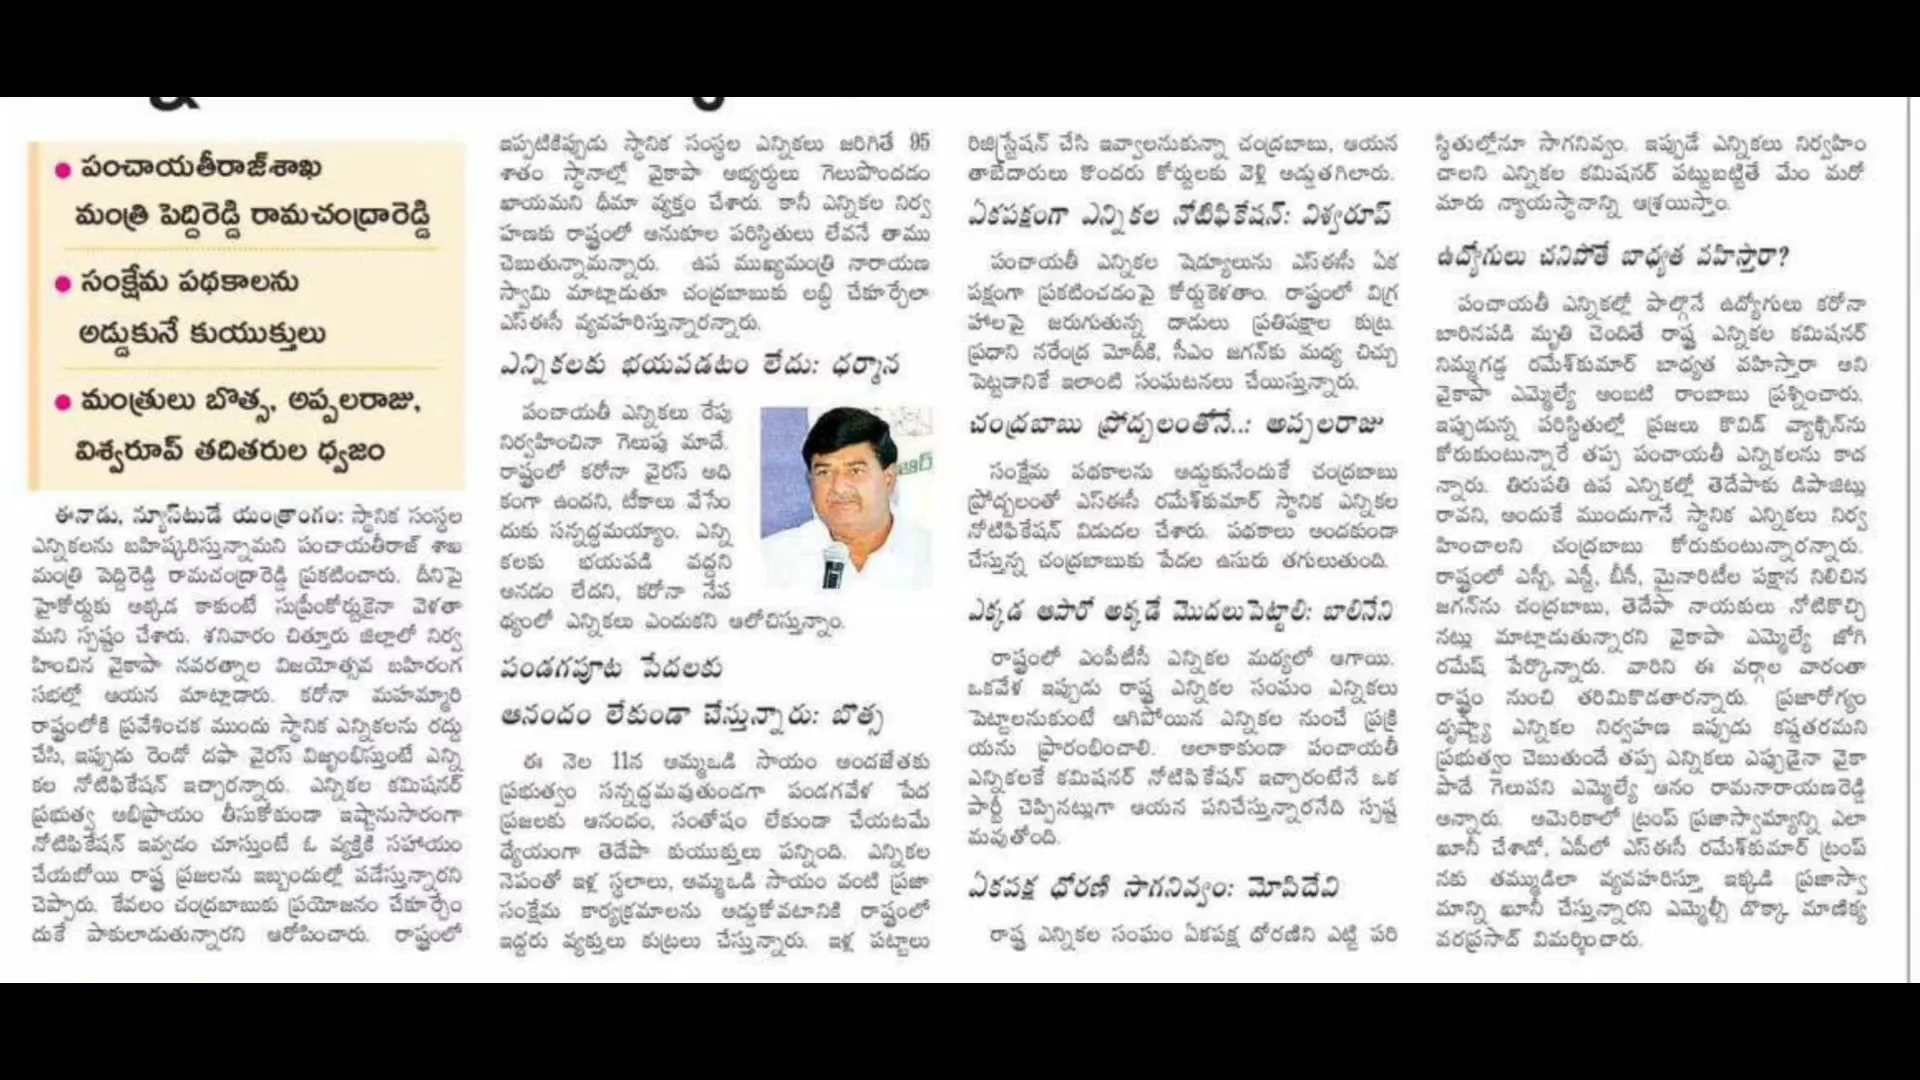 పంచాయతీరాజ్‌శాఖ
మంత్రి పెద్దిరెడ్డి రామచంద్రారెడ్డి
సంక్షేమ పథకాలను
అడ్డుకునే కుయుక్తులు
మంత్రులు బొత్స, అప్పలరాజు,
విశ్వరూప్ తదితరుల ధ్వజం
ఈనాడు, న్యూస్‌టుడే యంత్రాంగం: స్థానిక సంస్థల
ఎన్నికలను బహిష్కరిస్తున్నామని పంచాయతీరాజ్ శాఖ
మంత్రి పెద్దిరెడ్డి రామచంద్రారెడ్డి ప్రకటించారు. దీనిపై
హైకోర్టుకు అక్కడ కాకుంటే సుప్రీంకోర్టుకైనా వెళతా
మని స్పష్టం చేశారు. శనివారం చిత్తూరు జిల్లాలో నిర్వ
హించిన వైకాపా నవరత్నాల విజయోత్సవ బహిరంగ
సభల్లో ఆయన మాట్లాడారు. కరోనా మహమ్మారి
రాష్ట్రంలోకి ప్రవేశించక ముందు స్థానిక ఎన్నికలను రద్దు
చేసి, ఇప్పుడు రెండో దఫా వైరస్ విజృంభిస్తుంటే ఎన్ని
కల నోటిఫికేషన్ ఇచ్చారన్నారు. ఎన్నికల కమిషనర్
ప్రభుత్వ అభిప్రాయం తీసుకోకుండా ఇష్టానుసారంగా
నోటిఫికేషన్ ఇవ్వడం చూస్తుంటే ఓ వ్యక్తికి సహాయం
చేయబోయి రాష్ట్ర ప్రజలను ఇబ్బందుల్లో పడేస్తున్నారని
చెప్పారు. కేవలం చంద్రబాబుకు ప్రయోజనం చేకూర్చేం
దుకే పాకులాడుతున్నారని ఆరోపించారు. రాష్ట్రంలో
ఇప్పటికిప్పుడు స్థానిక సంస్థల ఎన్నికలు జరిగితే 95
శాతం స్థానాల్లో వైకాపా అభ్యర్థులు గెలుపొందడం
ఖాయమని ధీమా వ్యక్తం చేశారు. కానీ ఎన్నికల నిర్వ
హణకు రాష్ట్రంలో అనుకూల పరిస్థితులు లేవనే తాము
చెబుతున్నామన్నారు. ఉప ముఖ్యమంత్రి నారాయణ
స్వామి మాట్లాడుతూ చంద్రబాబుకు లబ్ధి చేకూర్చేలా
ఎస్ఈసీ వ్యవహరిస్తున్నారన్నారు.
ఎన్నికలకు భయపడటం లేదు: ధర్మాన
పంచాయతీ ఎన్నికలు రేపు
నిర్వహించినా గెలుపు మాదే.
రాష్ట్రంలో కరోనా వైరస్ అధి
కంగా ఉందని, టీకాలు వేసేం
దుకు సన్నద్ధమయ్యాం. ఎన్ని
కలకు భయపడి వద్దని
అనడం లేదని, కరోనా నేప
థ్యంలో ఎన్నికలు ఎందుకని ఆలోచిస్తున్నాం.
పండగపూట పేదలకు
ఆనందం లేకుండా చేస్తున్నారు: బొత్స
ఈ నెల 11న అమ్మఒడి సాయం అందజేతకు
ప్రభుత్వం సన్నద్ధమవుతుండగా పండగవేళ పేద
ప్రజలకు ఆనందం, సంతోషం లేకుండా చేయటమే
ధ్యేయంగా తెదేపా కుయుక్తులు పన్నింది. ఎన్నికల
నెపంతో ఇళ్ల స్థలాలు, అమ్మఒడి సాయం వంటి ప్రజా
సంక్షేమ కార్యక్రమాలను అడ్డుకోవటానికి రాష్ట్రంలో
ఇద్దరు వ్యక్తులు కుట్రలు చేస్తున్నారు. ఇళ్ల పట్టాలు
రిజిస్ట్రేషన్ చేసి ఇవ్వాలనుకున్నా చంద్రబాబు, ఆయన
తాబేదారులు కొందరు కోర్టులకు వెళ్లి అడ్డుతగిలారు.
ఏకపక్షంగా ఎన్నికల నోటిఫికేషన్: విశ్వరూప్
పంచాయతీ ఎన్నికల షెడ్యూలును ఎస్ఈసీ ఏక
పక్షంగా ప్రకటించడంపై కోర్టుకెళతాం. రాష్ట్రంలో విగ్ర
హాలపై జరుగుతున్న దాడులు ప్రతిపక్షాల కుట్ర.
ప్రధాని నరేంద్ర మోదీకి, సీఎం జగన్‌కు మధ్య చిచ్చు
పెట్టడానికే ఇలాంటి సంఘటనలు చేయిస్తున్నారు.
చంద్రబాబు ప్రోద్బలంతోనే..: అప్పలరాజు
సంక్షేమ పథకాలను అడ్డుకునేందుకే చంద్రబాబు
ప్రోద్బలంతో ఎస్ఈసీ రమేశ్‌కుమార్ స్థానిక ఎన్నికల
నోటిఫికేషన్ విడుదల చేశారు. పథకాలు అందకుండా
చేస్తున్న చంద్రబాబుకు పేదల ఉసురు తగులుతుంది.
ఎక్కడ ఆపారో అక్కడే మొదలుపెట్టాలి: బాలినేని
రాష్ట్రంలో ఎంపీటీసీ ఎన్నికల మధ్యలో ఆగాయి.
ఒకవేళ ఇప్పుడు రాష్ట్ర ఎన్నికల సంఘం ఎన్నికలు
పెట్టాలనుకుంటే ఆగిపోయిన ఎన్నికల నుంచే ప్రక్రి
యను ప్రారంభించాలి. అలాకాకుండా పంచాయతీ
ఎన్నికలకే కమిషనర్ నోటిఫికేషన్ ఇచ్చారంటేనే ఒక
పార్టీ చెప్పినట్లుగా ఆయన పనిచేస్తున్నారనేది స్పష్ట
మవుతోంది.
ఏకపక్ష ధోరణి సాగనివ్వం: మోపిదేవి
రాష్ట్ర ఎన్నికల సంఘం ఏకపక్ష ధోరణిని ఎట్టి పరి
స్థితుల్లోనూ సాగనివ్వం. ఇప్పుడే ఎన్నికలు నిర్వహిం
చాలని ఎన్నికల కమిషనర్ పట్టుబట్టితే మేం మరో
మారు న్యాయస్థానాన్ని ఆశ్రయిస్తాం.
ఉద్యోగులు చనిపోతే బాధ్యత వహిస్తారా?
పంచాయతీ ఎన్నికల్లో పాల్గొనే ఉద్యోగులు కరోనా
బారినపడి మృతి చెందితే రాష్ట్ర ఎన్నికల కమిషనర్
నిమ్మగడ్డ రమేశ్‌కుమార్ బాధ్యత వహిస్తారా అని
వైకాపా ఎమ్మెల్యే అంబటి రాంబాబు ప్రశ్నించారు.
ఇప్పుడున్న పరిస్థితుల్లో ప్రజలు కొవిడ్ వ్యాక్సిన్‌ను
కోరుకుంటున్నారే తప్ప పంచాయతీ ఎన్నికలను కాద
న్నారు. తిరుపతి ఉప ఎన్నికల్లో తెదేపాకు డిపాజిట్లు
రావని, అందుకే ముందుగానే స్థానిక ఎన్నికలు నిర్వ
హించాలని చంద్రబాబు కోరుకుంటున్నారన్నారు.
రాష్ట్రంలో ఎస్సీ, ఎస్టీ, బీసీ, మైనారిటీల పక్షాన నిలిచిన
జగన్‌ను చంద్రబాబు, తెదేపా నాయకులు నోటికొచ్చి
నట్లు మాట్లాడుతున్నారని వైకాపా ఎమ్మెల్యే జోగి
రమేష్ పేర్కొన్నారు. వారిని ఈ వర్గాల వారంతా
రాష్ట్రం నుంచి తరిమికొడతారన్నారు. ప్రజారోగ్యం
దృష్ట్యా ఎన్నికల నిర్వహణ ఇప్పుడు కష్టతరమని
ప్రభుత్వం చెబుతుందే తప్ప ఎన్నికలు ఎప్పుడైనా వైకా
పాదే గెలుపని ఎమ్మెల్యే ఆనం రామనారాయణరెడ్డి
అన్నారు. అమెరికాలో ట్రంప్ ప్రజాస్వామ్యాన్ని ఎలా
ఖూనీ చేశాడో, ఏపీలో ఎస్ఈసీ రమేశ్‌కుమార్ ట్రంప్
నకు తమ్ముడిలా వ్యవహరిస్తూ ఇక్కడి ప్రజాస్వా
మాన్ని ఖూనీ చేస్తున్నారని ఎమ్మెల్సీ డొక్కా మాణిక్య
వరప్రసాద్ విమర్శించారు.